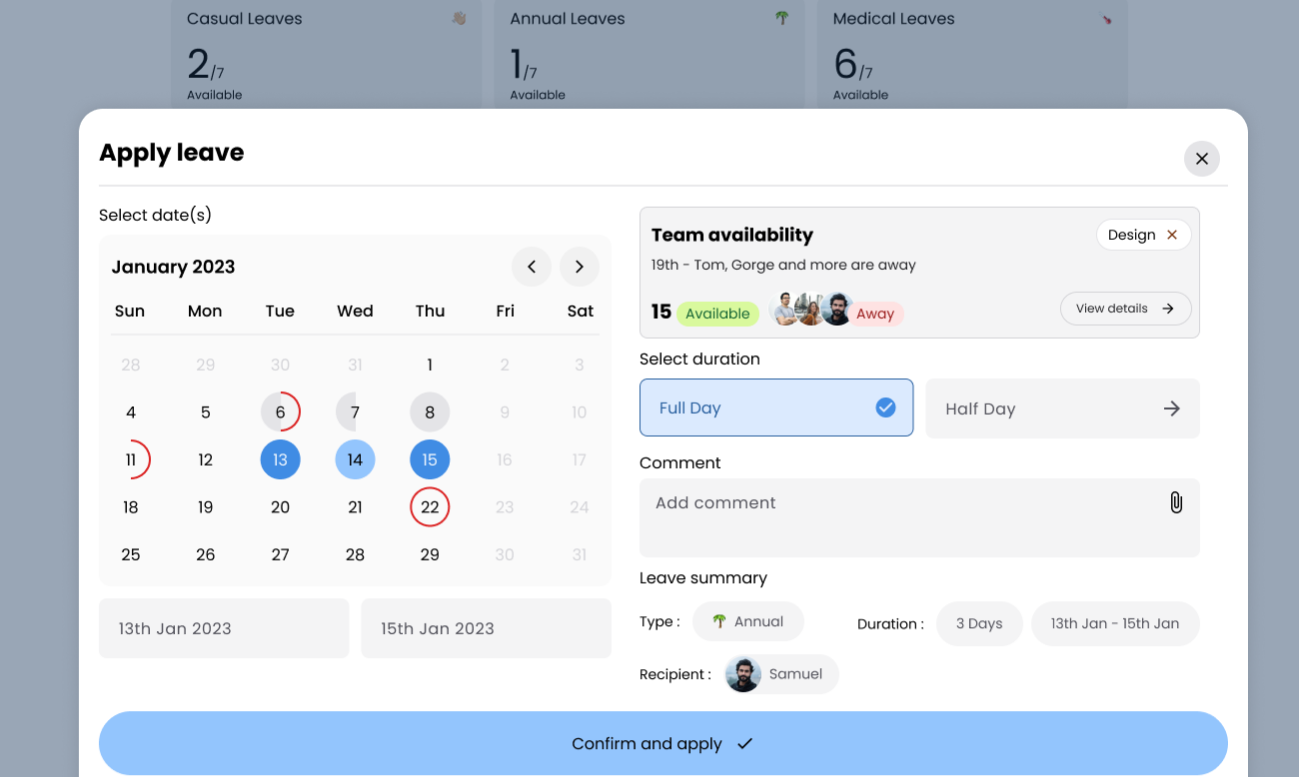 Casual Leaves
2/7
Available
Annual Leaves
1/7
Available
Medical Leaves
6/7
Available
Apply leave
Select date(s)
January 2023
Sun Mon Tue Wed Thu Fri Sat
28 29 30 31 1 2 3
4 5 6 7 8 9 10
11 12 13 14 15 16 17
18 19 20 21 22 23 24
25 26 27 28 29 30 31
13th Jan 2023
15th Jan 2023
Team availability
Design
19th - Tom, Gorge and more are away
15 Available Away
View details
Select duration
Full Day
Half Day
Comment
Add comment
Leave summary
Type : Annual
Duration : 3 Days 13th Jan - 15th Jan
Recipient : Samuel
Confirm and apply